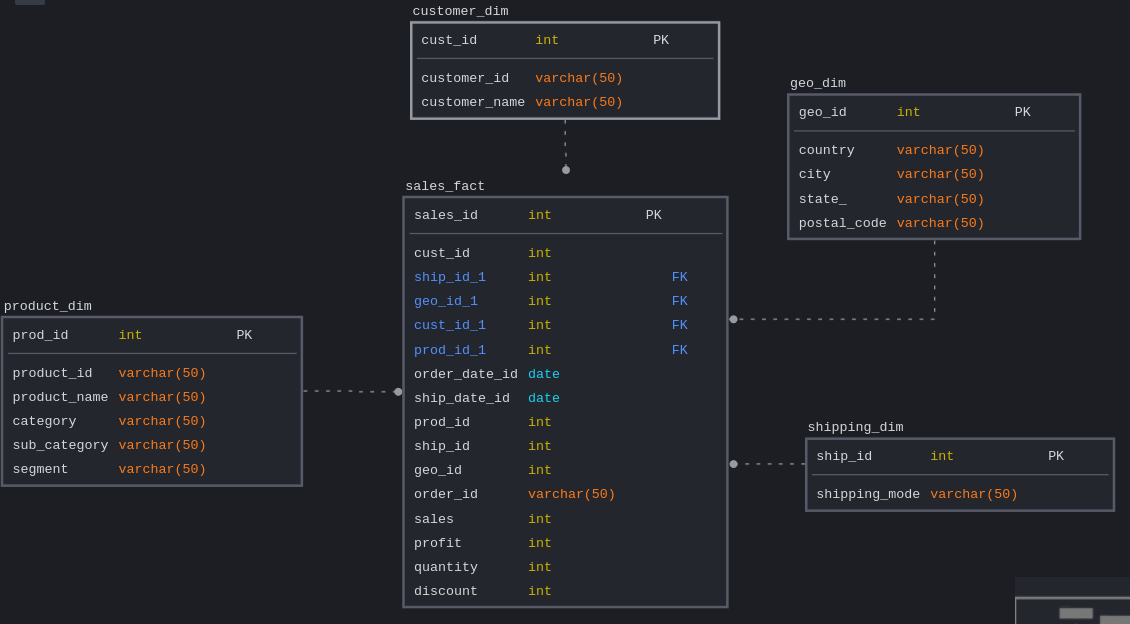 customer_dim
cust_id int PK
customer_id varchar(50)
customer_name varchar(50)
geo_dim
geo_id int PK
country varchar(50)
city varchar(50)
state_ varchar(50)
postal_code varchar(50)
sales_fact
sales_id int PK
cust_id int
ship_id_1 int FK
geo_id_1 int FK
cust_id_1 int FK
prod_id_1 int FK
order_date_id date
ship_date_id date
prod_id int
ship_id int
geo_id int
order_id varchar(50)
sales int
profit int
quantity int
discount int
product_dim
prod_id int PK
product_id varchar(50)
product_name varchar(50)
category varchar(50)
sub_category varchar(50)
segment varchar(50)
shipping_dim
ship_id int PK
shipping_mode varchar(50)